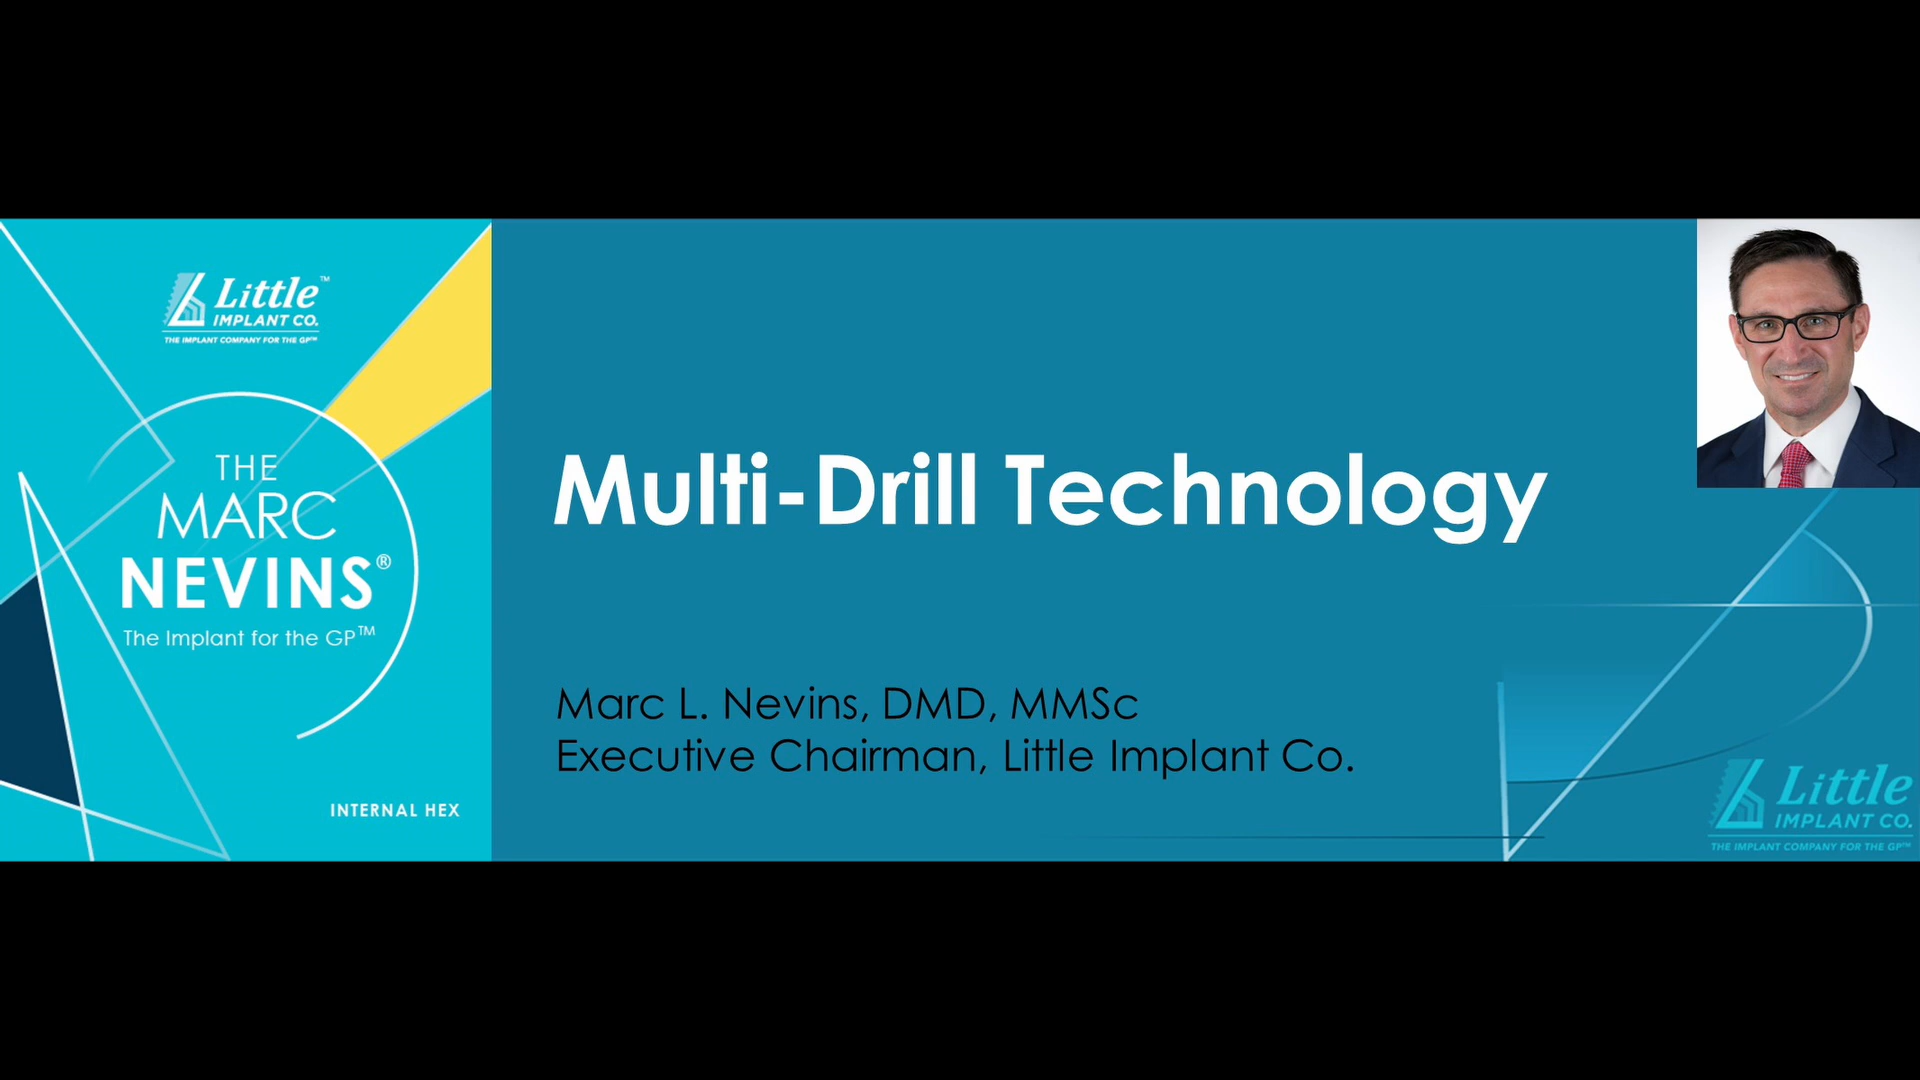 Little™
IMPLANT CO.
THE IMPLANT COMPANY FOR THE GP™
THE
MARC
NEVINS®
The Implant for the GP™
INTERNAL HEX
Multi-Drill Technology
Marc L. Nevins, DMD, MMSc
Executive Chairman, Little Implant Co.
Little
IMPLANT CO.
THE IMPLANT COMPANY FOR THE GP™